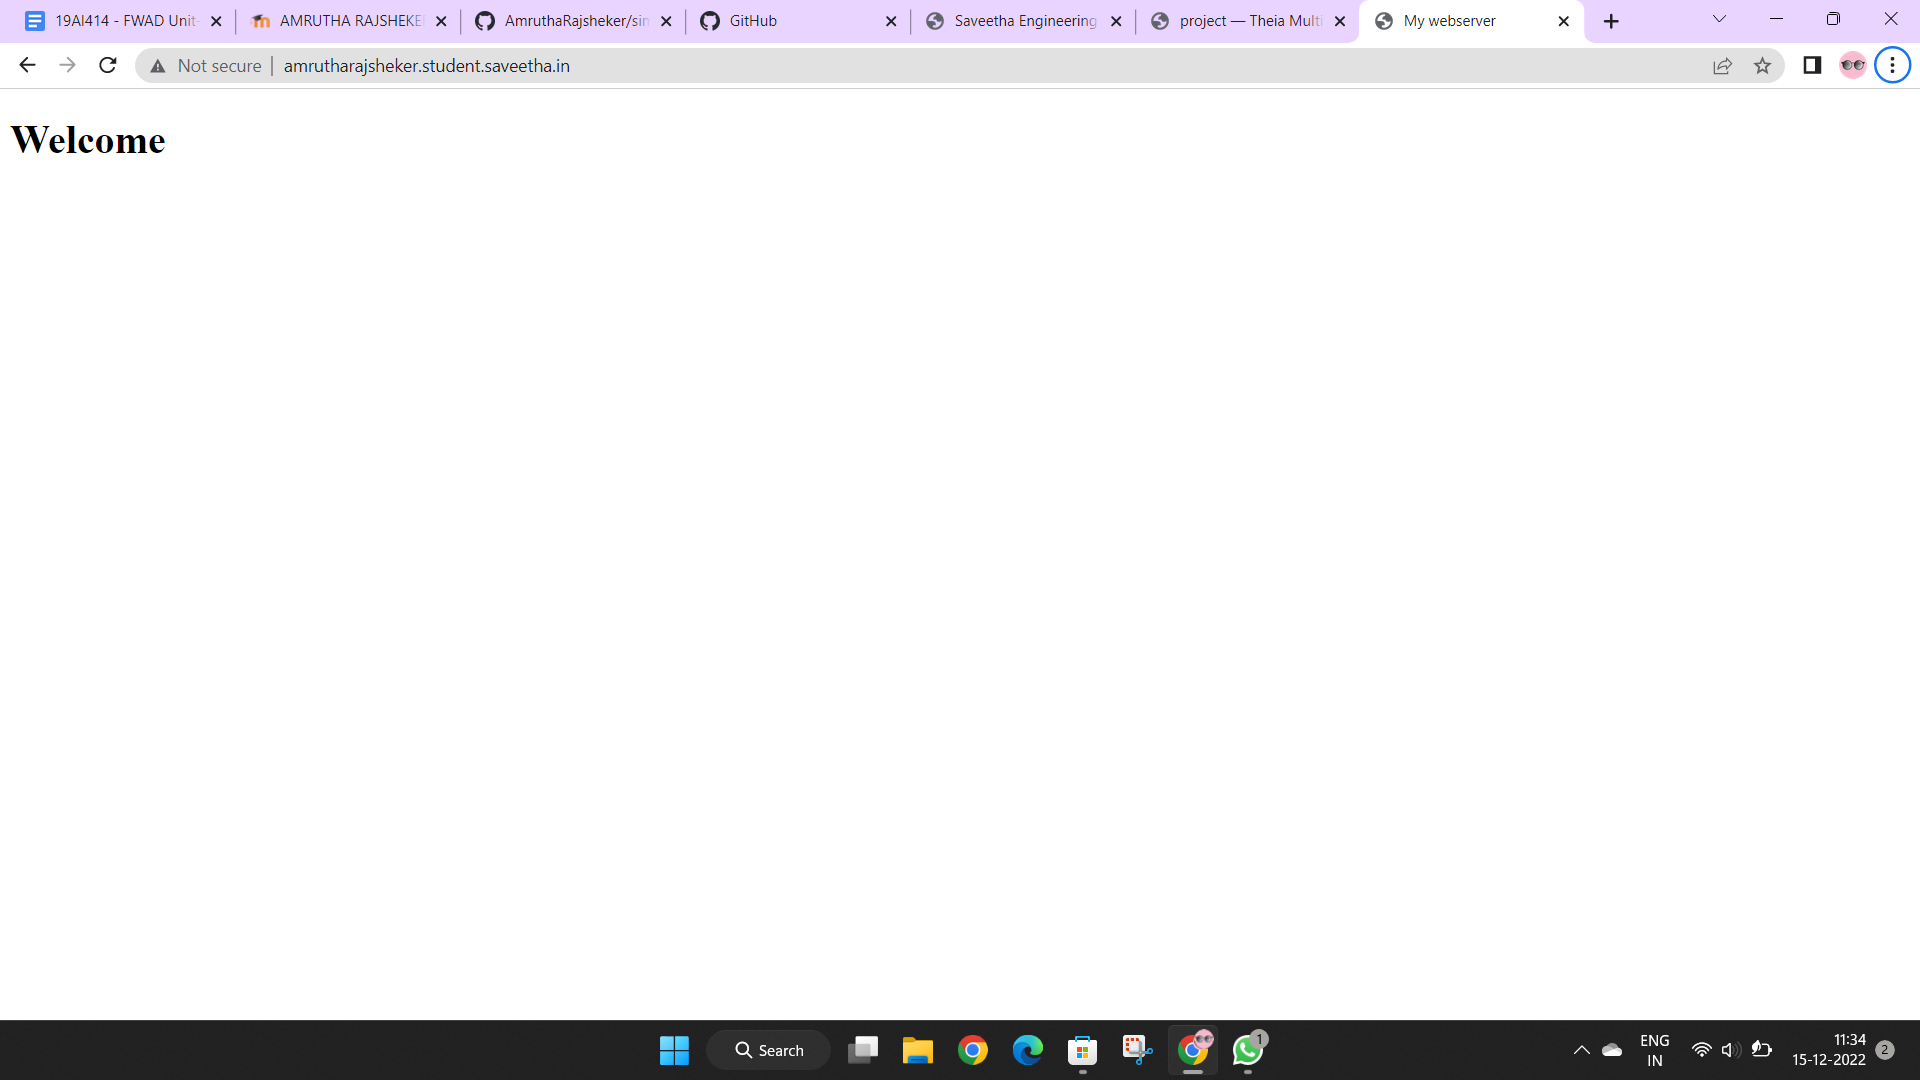 19AI414 - FWAD Unit-
AMRUTHA RAJSHEKE
AmruthaRajsheker/sin
GitHub
Saveetha Engineering
project — Theia Multi
My webserver
Not secure
amrutharajsheker.student.saveetha.in
Welcome
Search
1
ENG
IN
11:34
15-12-2022
2